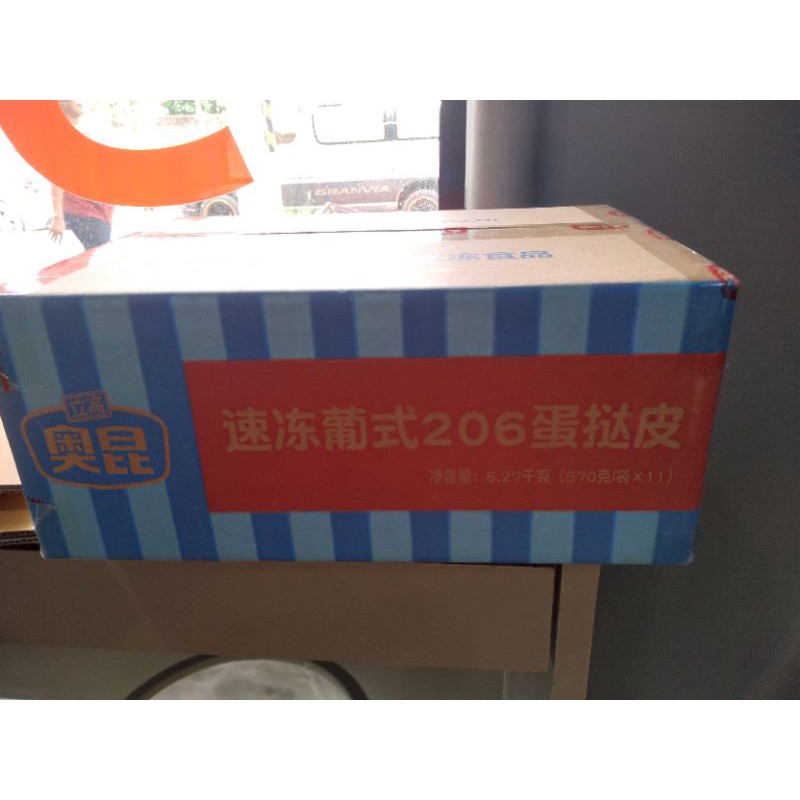 GRANVIA
冻食品
立高
奥昆
速冻葡式206蛋挞皮
净含量：6.27千克（570克/袋×11）